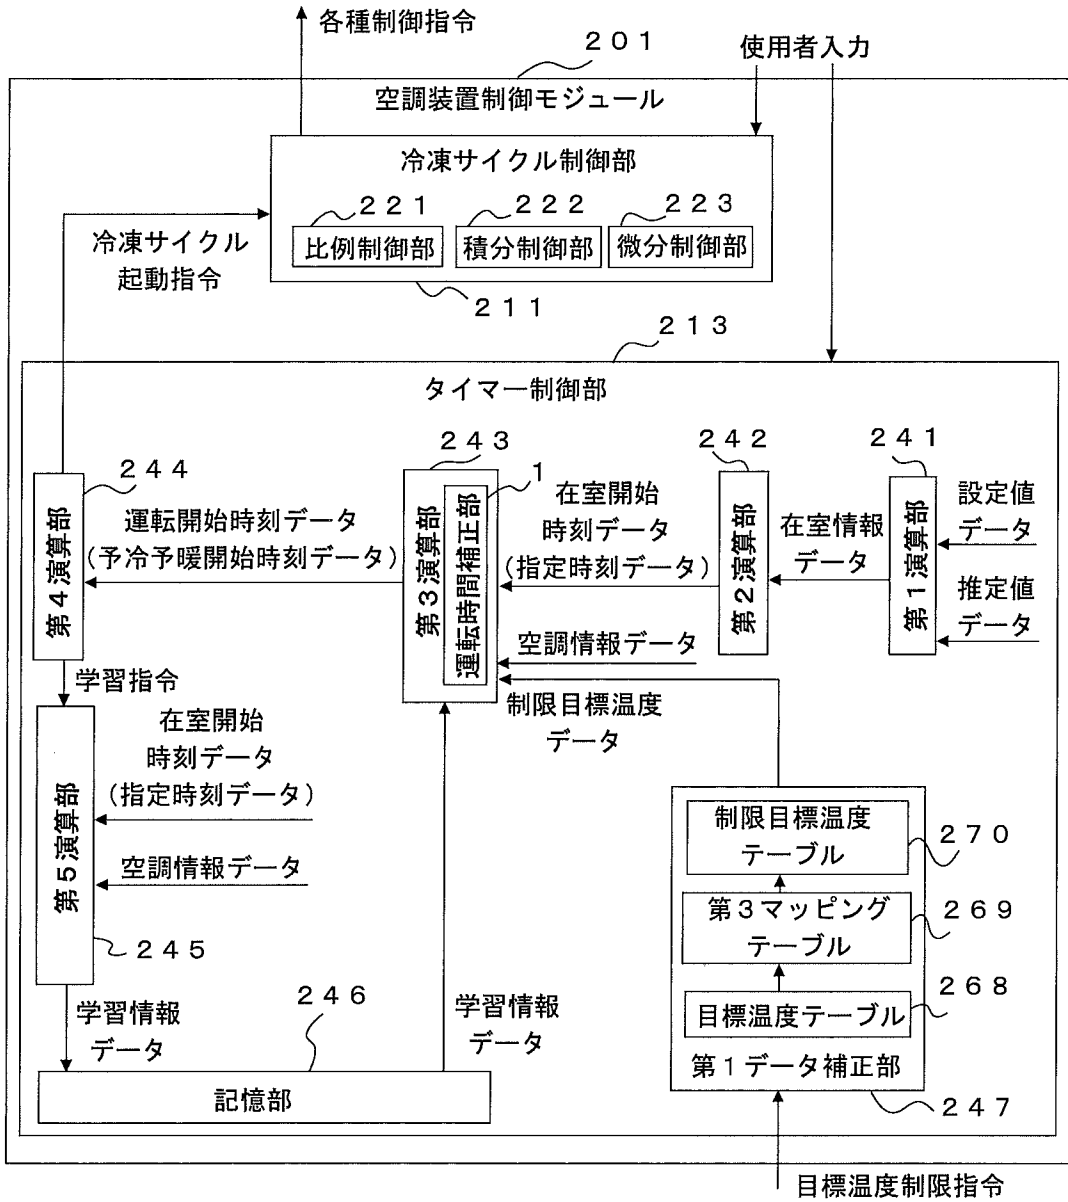 各種制御指令
２０１
使用者入力
空調装置制御モジュール
冷凍サイクル制御部
２２１
２２２
２２３
比例制御部
積分制御部
微分制御部
冷凍サイクル
起動指令
２１１
２１３
タイマー制御部
２４４
２４３
２４２
２４１
第４演算部
運転開始時刻データ
（予冷予暖開始時刻データ）
第３演算部
１
運転時間補正部
在室開始
時刻データ
（指定時刻データ）
第２演算部
在室情報
データ
第１演算部
設定値
データ
推定値
データ
空調情報データ
制限目標温度
データ
学習指令
第５演算部
在室開始
時刻データ
（指定時刻データ）
空調情報データ
２４５
学習情報
データ
２４６
記憶部
学習情報
データ
制限目標温度
テーブル
２７０
第３マッピング
テーブル
２６９
目標温度テーブル
２６８
第１データ補正部
２４７
目標温度制限指令